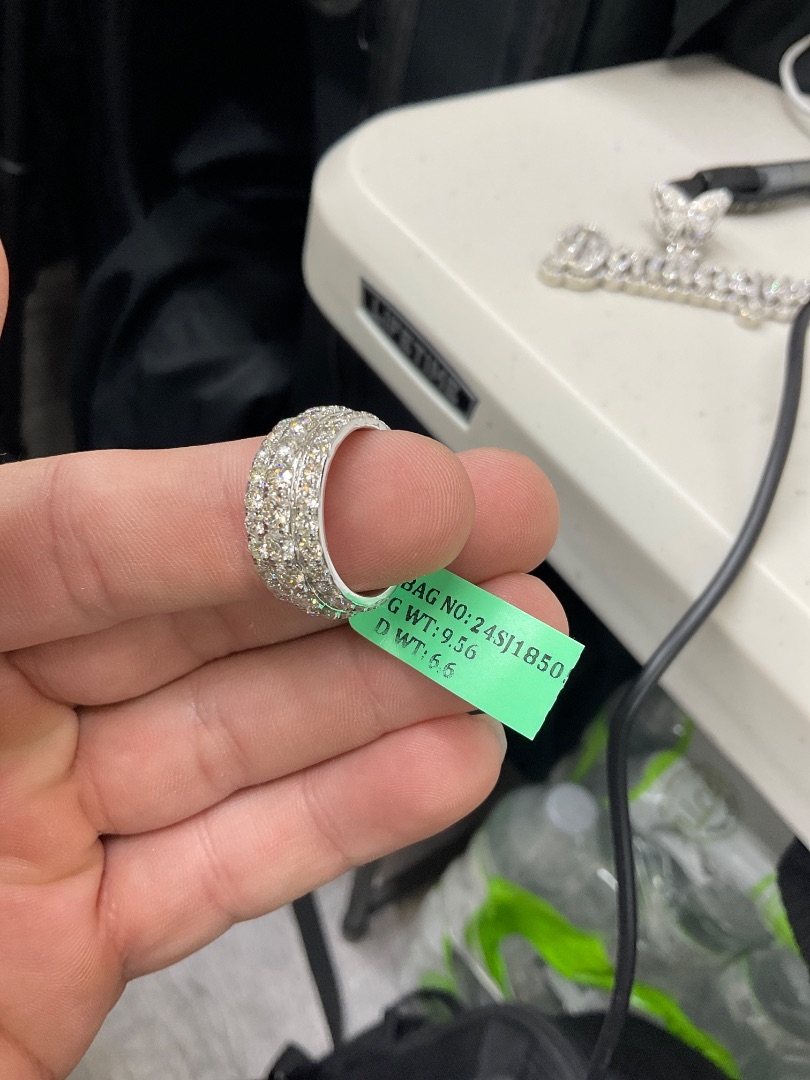 LIFETIME
BAG NO: 24SJ1850
G WT: 9.56
D WT: 6.6